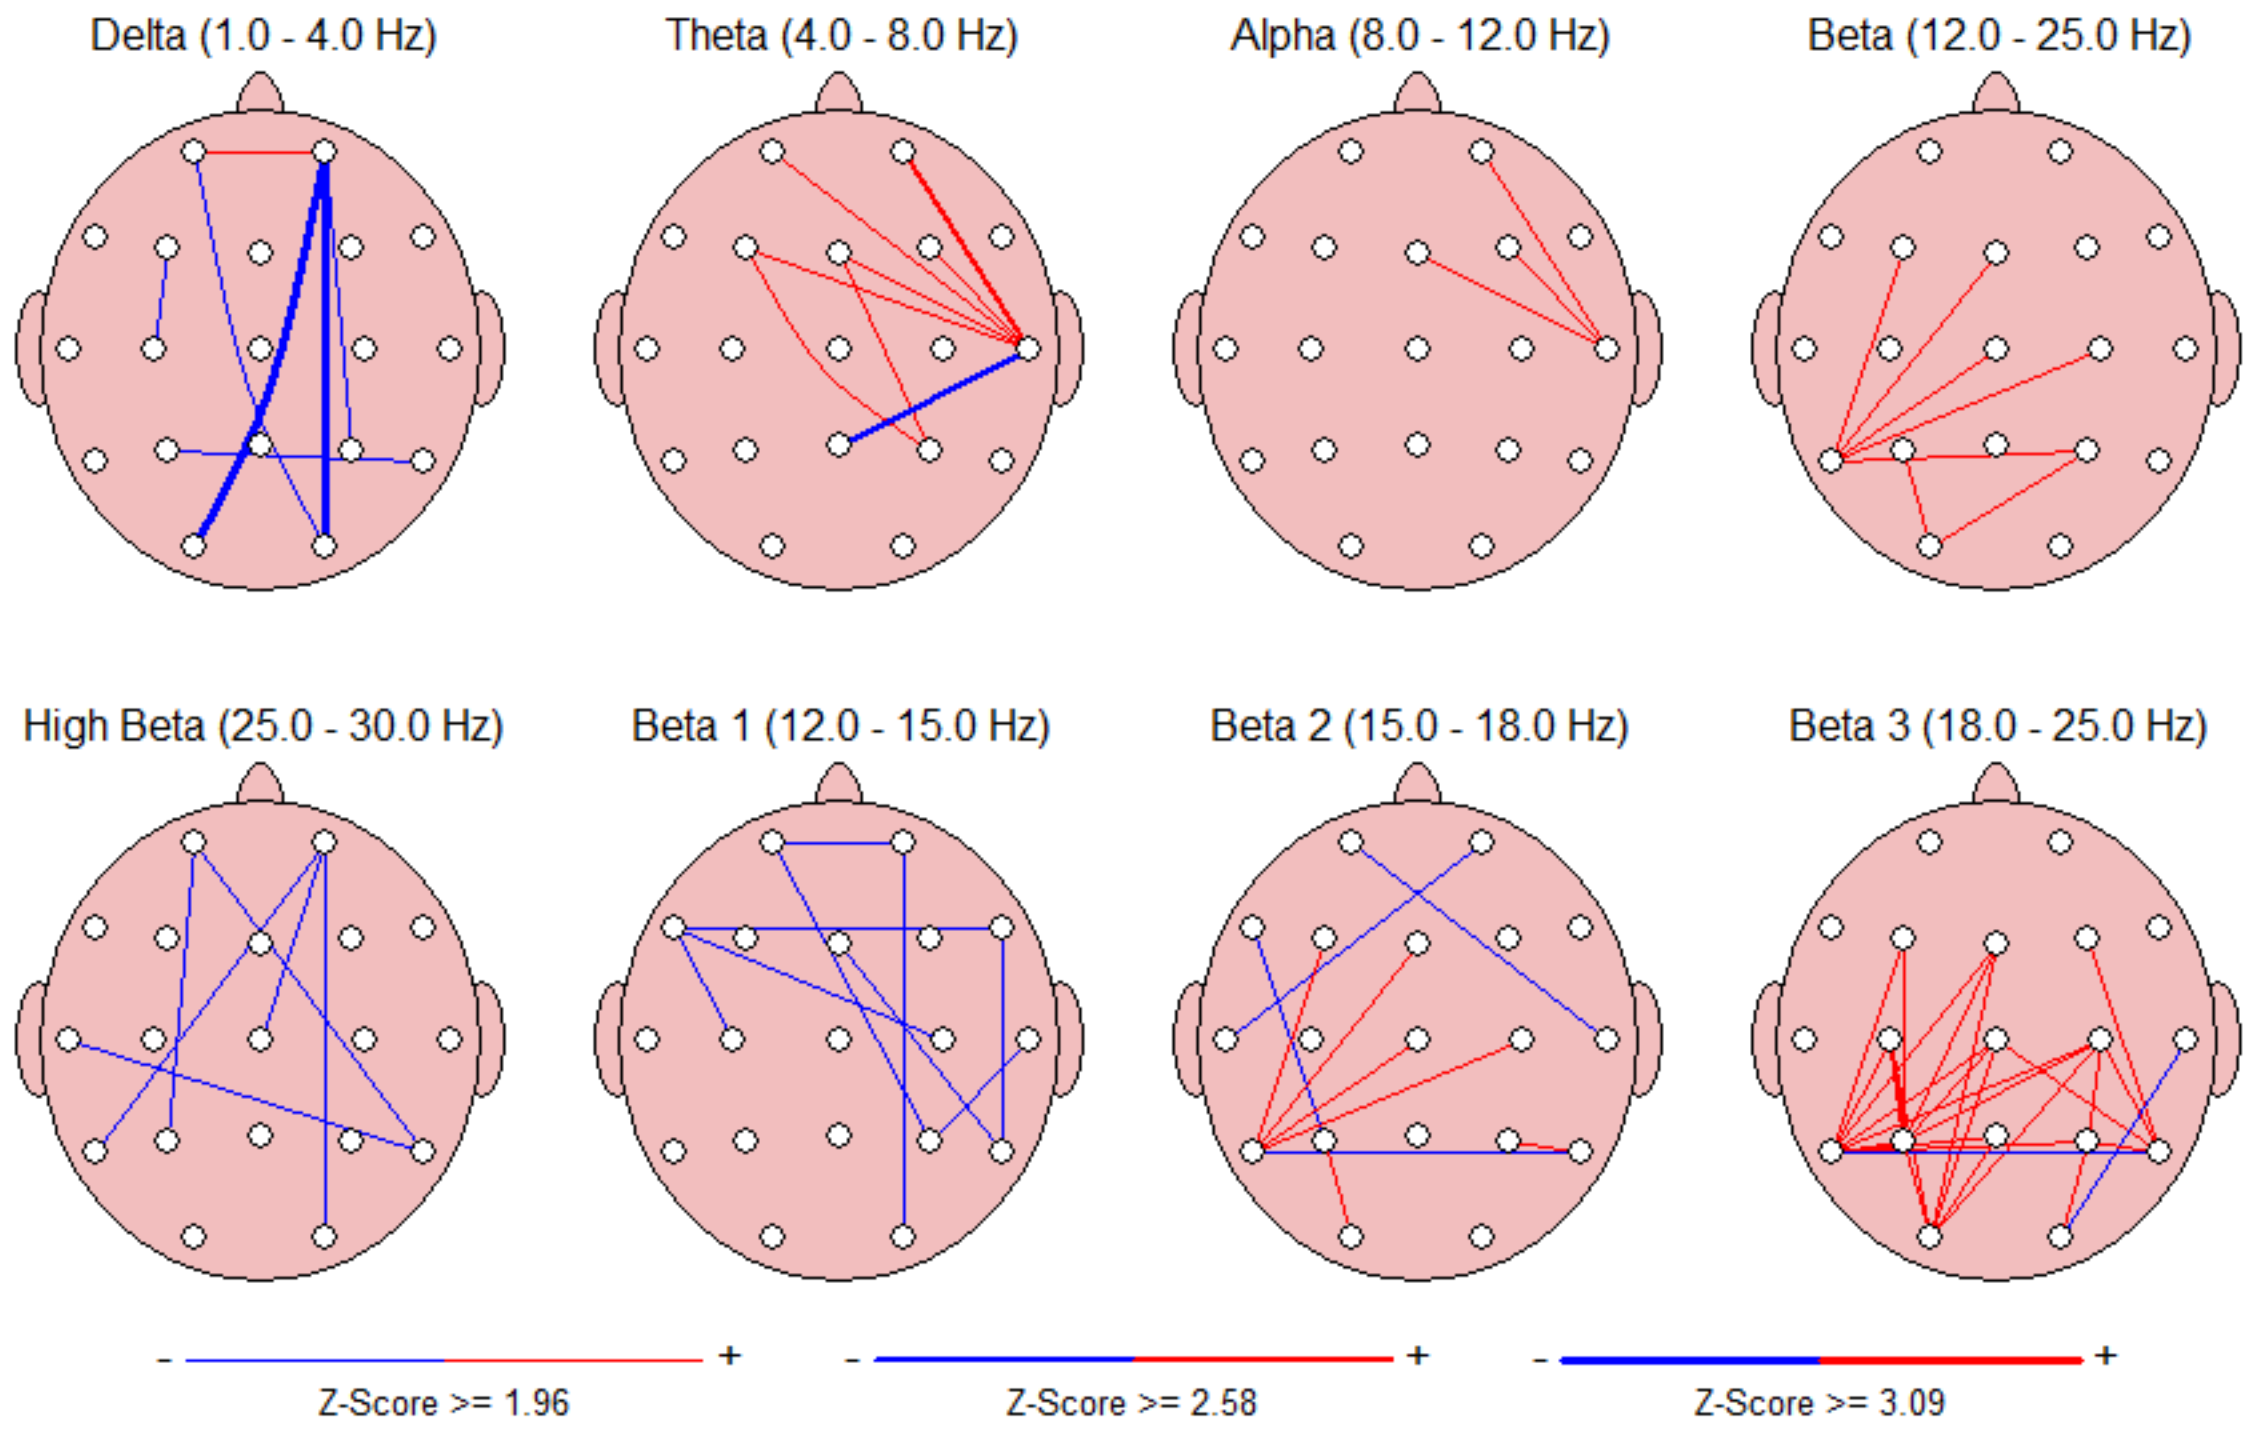 Delta (1.0 - 4.0 Hz)
Theta (4.0 - 8.0 Hz)
Alpha (8.0 - 12.0 Hz)
Beta (12.0 - 25.0 Hz)
High Beta (25.0 - 30.0 Hz)
Beta 1 (12.0 - 15.0 Hz)
Beta 2 (15.0 - 18.0 Hz)
Beta 3 (18.0 - 25.0 Hz)
- +
- +
- +
Z-Score >= 1.96
Z-Score >= 2.58
Z-Score >= 3.09